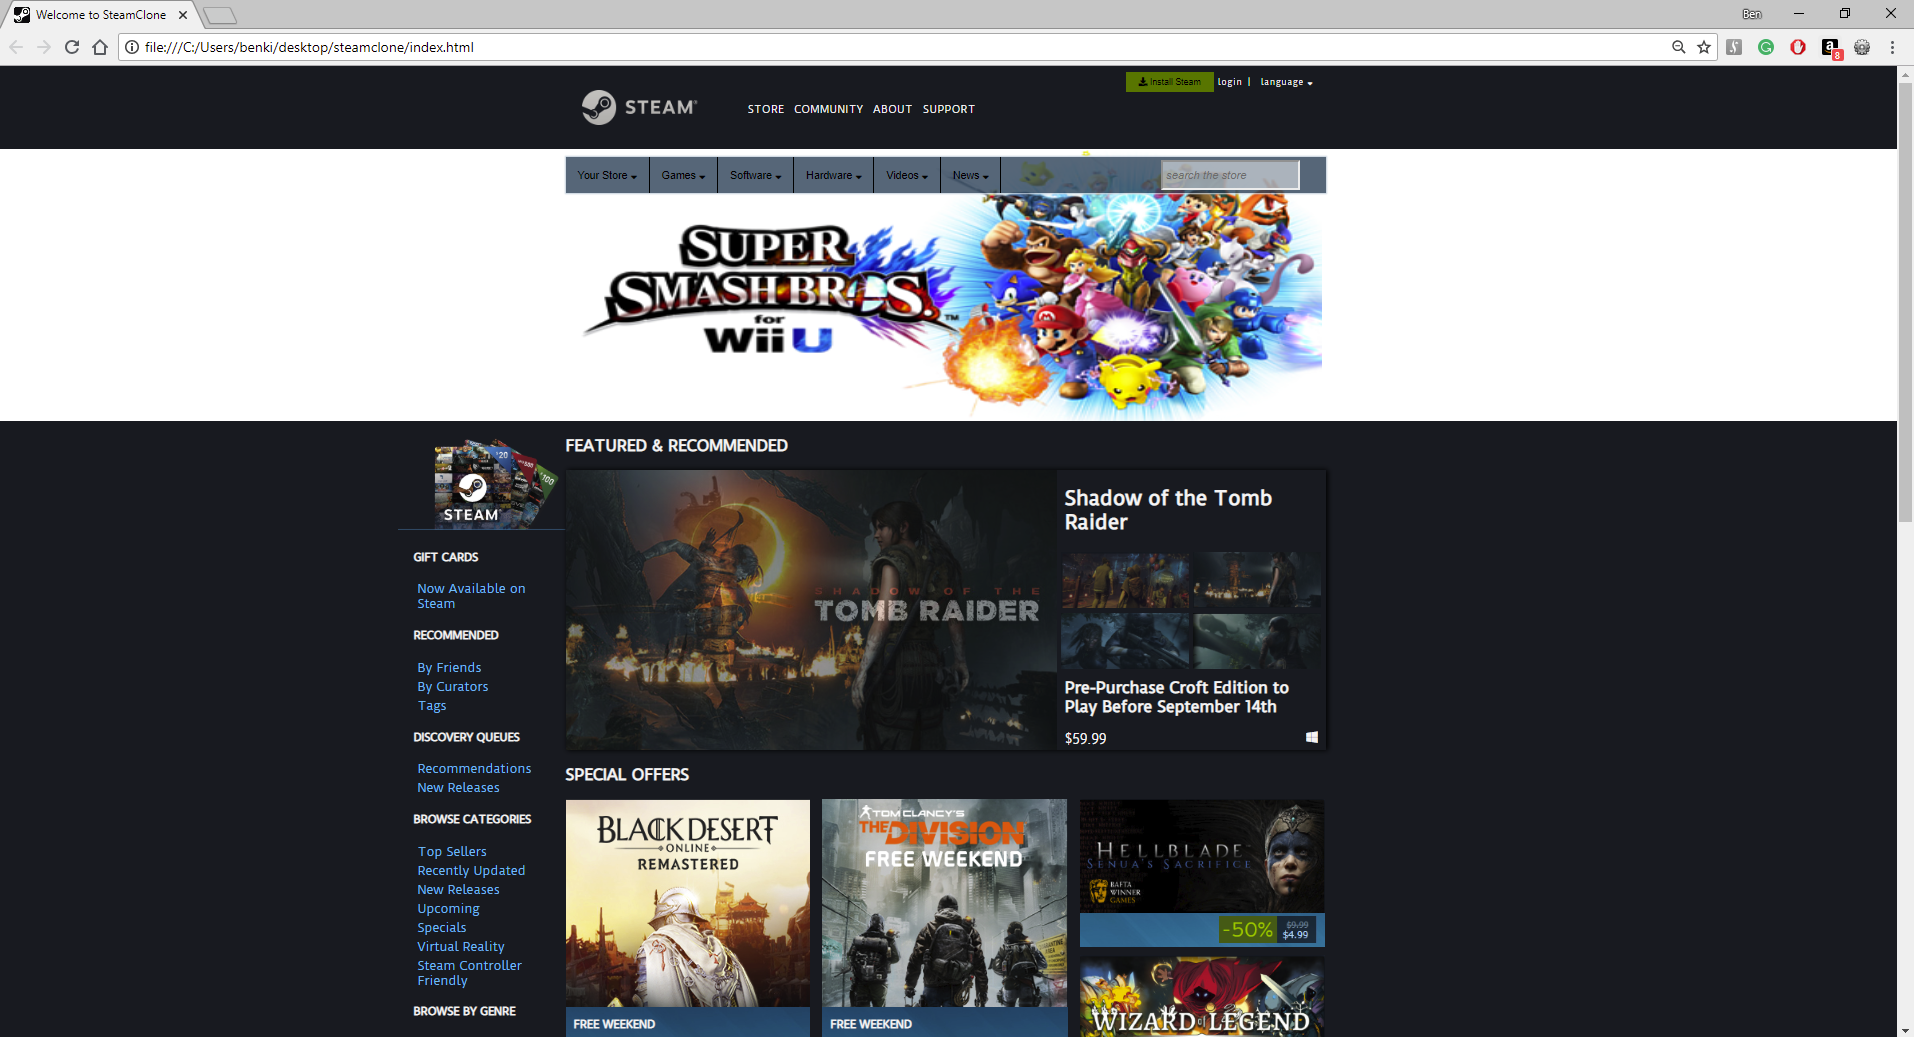 Welcome to SteamClone
Ben
file:///C:/Users/benki/desktop/steamclone/index.html
8
Install Steam login | language
STEAM
STORE COMMUNITY ABOUT SUPPORT
Your Store Games Software Hardware Videos News search the store
SUPER
SMASH BROS.™
for
Wii U
STEAM
FEATURED & RECOMMENDED
Shadow of the Tomb
Raider
SHADOW OF THE
TOMB RAIDER
Pre-Purchase Croft Edition to
Play Before September 14th
$59.99
GIFT CARDS
Now Available on
Steam
RECOMMENDED
By Friends
By Curators
Tags
DISCOVERY QUEUES
Recommendations
New Releases
BROWSE CATEGORIES
Top Sellers
Recently Updated
New Releases
Upcoming
Specials
Virtual Reality
Steam Controller
Friendly
BROWSE BY GENRE
SPECIAL OFFERS
BLACK DESERT
ONLINE
REMASTERED
FREE WEEKEND
TOM CLANCY'S
THE DIVISION
FREE WEEKEND
FREE WEEKEND
HELLBLADE
SENUA'S SACRIFICE
BAFTA
WINNER
GAMES
-50%
$9.99
$4.99
WIZARD of LEGEND